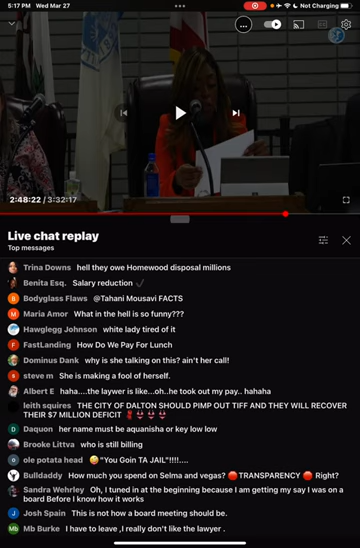 5:17 PM Wed Mar 27
Not Charging
2:48:22 / 3:32:17
Live chat replay
Top messages
Trina Downs hell they owe Homewood disposal millions
Benita Esq. Salary reduction ✓
B Bodyglass Flaws @Tahani Mousavi FACTS
M Maria Amor What in the hell is so funny???
Hawglegg Johnson white lady tired of it
F FastLanding How Do We Pay For Lunch
Dominus Dank why is she talking on this? ain't her call!
s steve m She is making a fool of herself.
Albert E haha....the laywer is like...oh..he took out my pay.. hahaha
leith squires THE CITY OF DALTON SHOULD PIMP OUT TIFF AND THEY WILL RECOVER
THEIR $7 MILLION DEFICIT
D Daquon her name must be aquanisha or key low low
Brooke Littva who is still billing
ole potata head 🤪 "You Goin TA JAIL"!!!!....
Bulldaddy How much you spend on Selma and vegas? 🛑TRANSPARENCY 🛑 Right?
Sandra Wehrley Oh, I tuned in at the beginning because I am getting my say I was on a
board Before I know how it works
Josh Spain This is not how a board meeting should be.
Mb Mb Burke I have to leave ,I really don't like the lawyer .